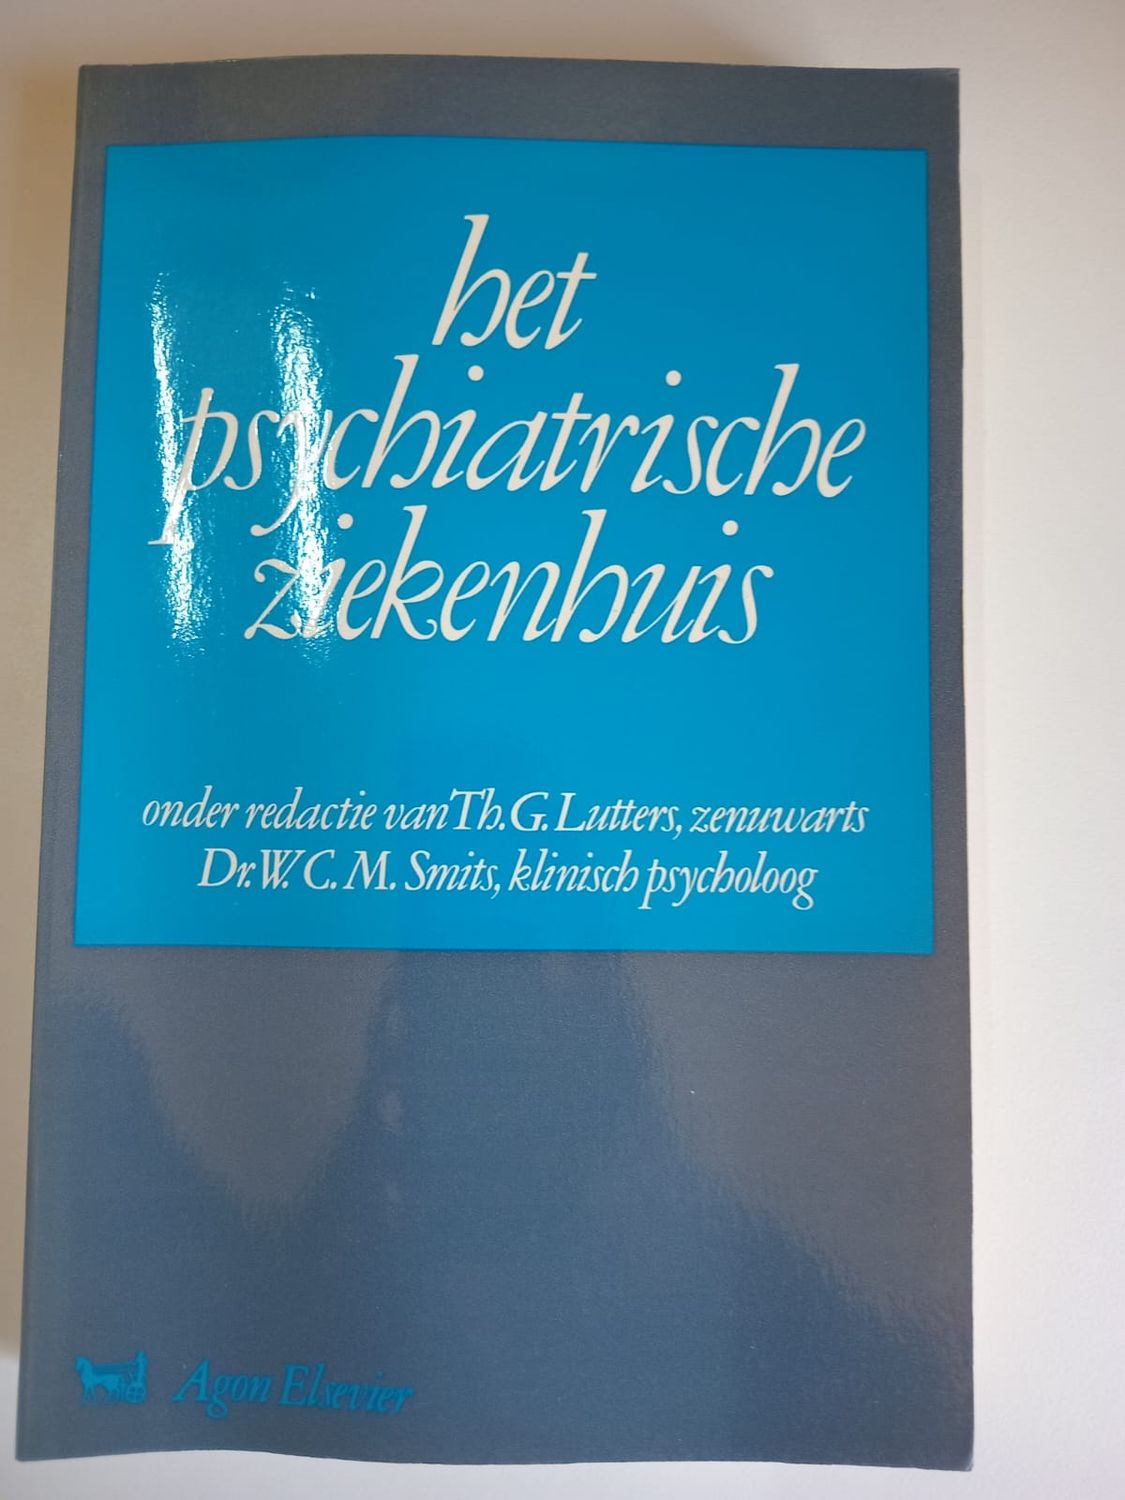 het
psychiatrische
ziekenhuis
onder redactie van Th. G. Lutters, zenuwarts
Dr. W. C. M. Smits, klinisch psycholoog
Agon Elsevier